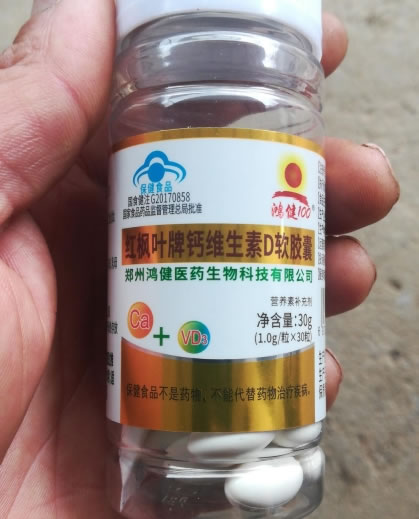 保健食品
国食健注G20170858
国家食品药品监督管理总局批准
鸿健100
红枫叶牌钙维生素D软胶囊
郑州鸿健医药生物科技有限公司
营养素补充剂
净含量:30g
(1.0g/粒×30粒)
Ca + VD3
保健食品不是药物，不能代替药物治疗疾病。